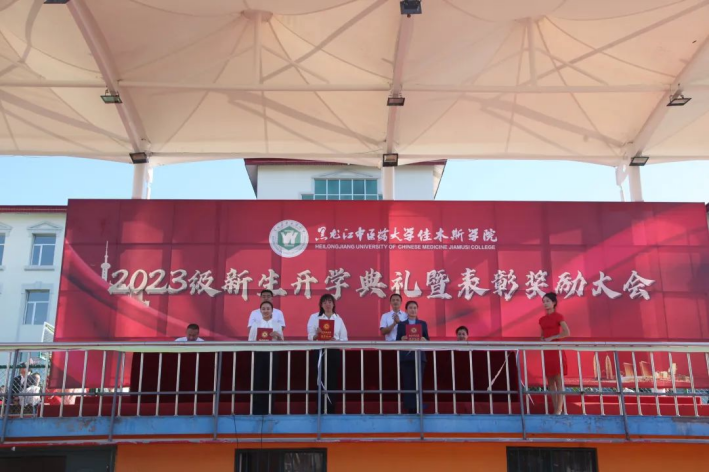 黑龙江中医药大学佳木斯学院
HEILONGJIANG UNIVERSITY OF CHINESE MEDICINE JIAMUSI COLLEGE
2023级新生开学典礼暨表彰奖励大会